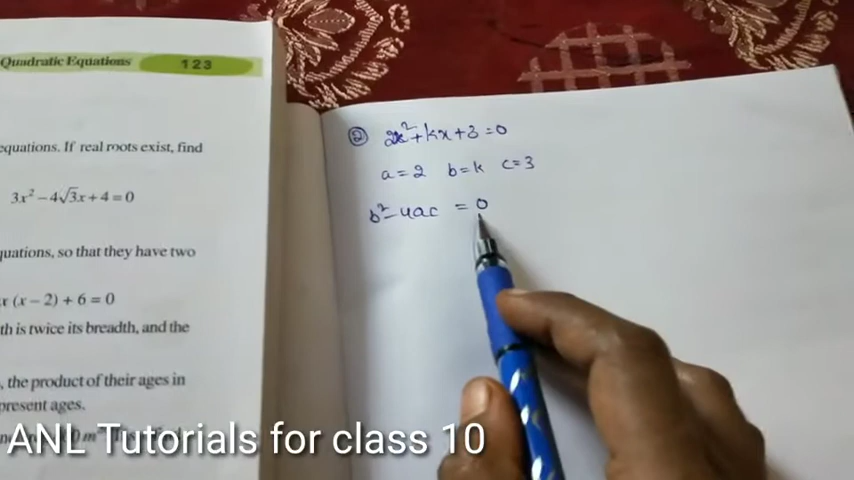 Quadratic Equations 123
equations. If real roots exist, find
3x² – 4√3x + 4 = 0
quations, so that they have two
x (x – 2) + 6 = 0
th is twice its breadth, and the
, the product of their ages in
present ages.
② 2x² + kx + 3 = 0
a = 2 b = k c = 3
b² – 4ac = 0
ANL Tutorials for class 10